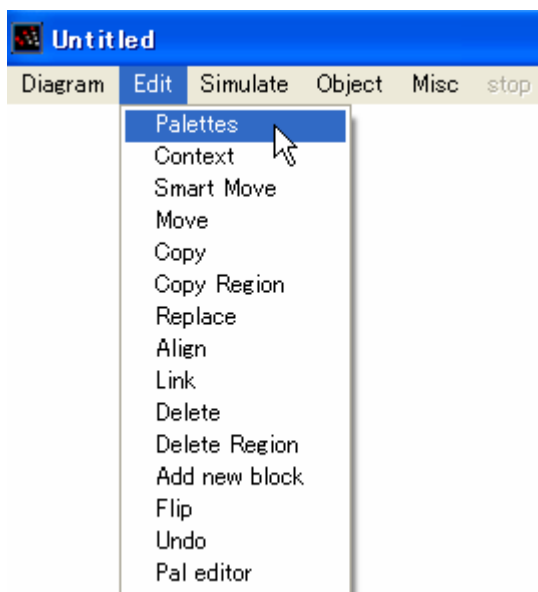 Untitled
Diagram Edit Simulate Object Misc stop
Palettes
Context
Smart Move
Move
Copy
Copy Region
Replace
Align
Link
Delete
Delete Region
Add new block
Flip
Undo
Pal editor